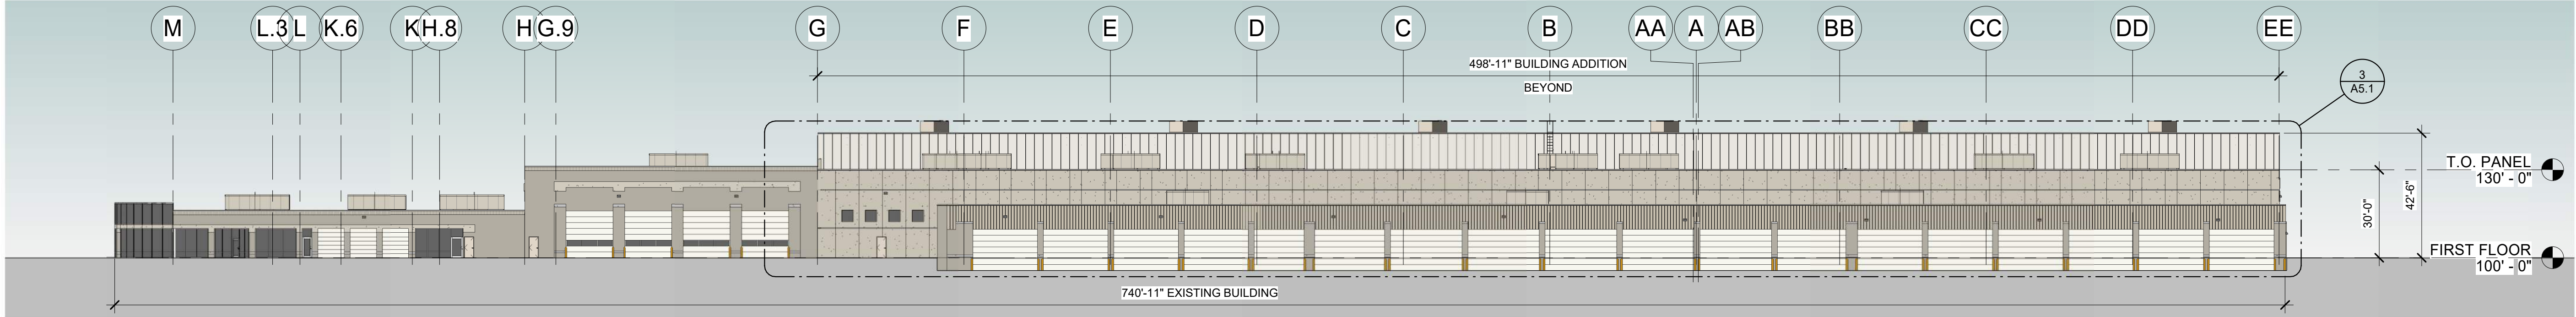 M
L.3
L
K.6
K
H.8
H
G.9
G
F
E
D
C
B
AA
A
AB
BB
CC
DD
EE
498'-11" BUILDING ADDITION
BEYOND
3
A5.1
T.O. PANEL
130' - 0"
42'-6"
30'-0"
FIRST FLOOR
100' - 0"
740'-11" EXISTING BUILDING